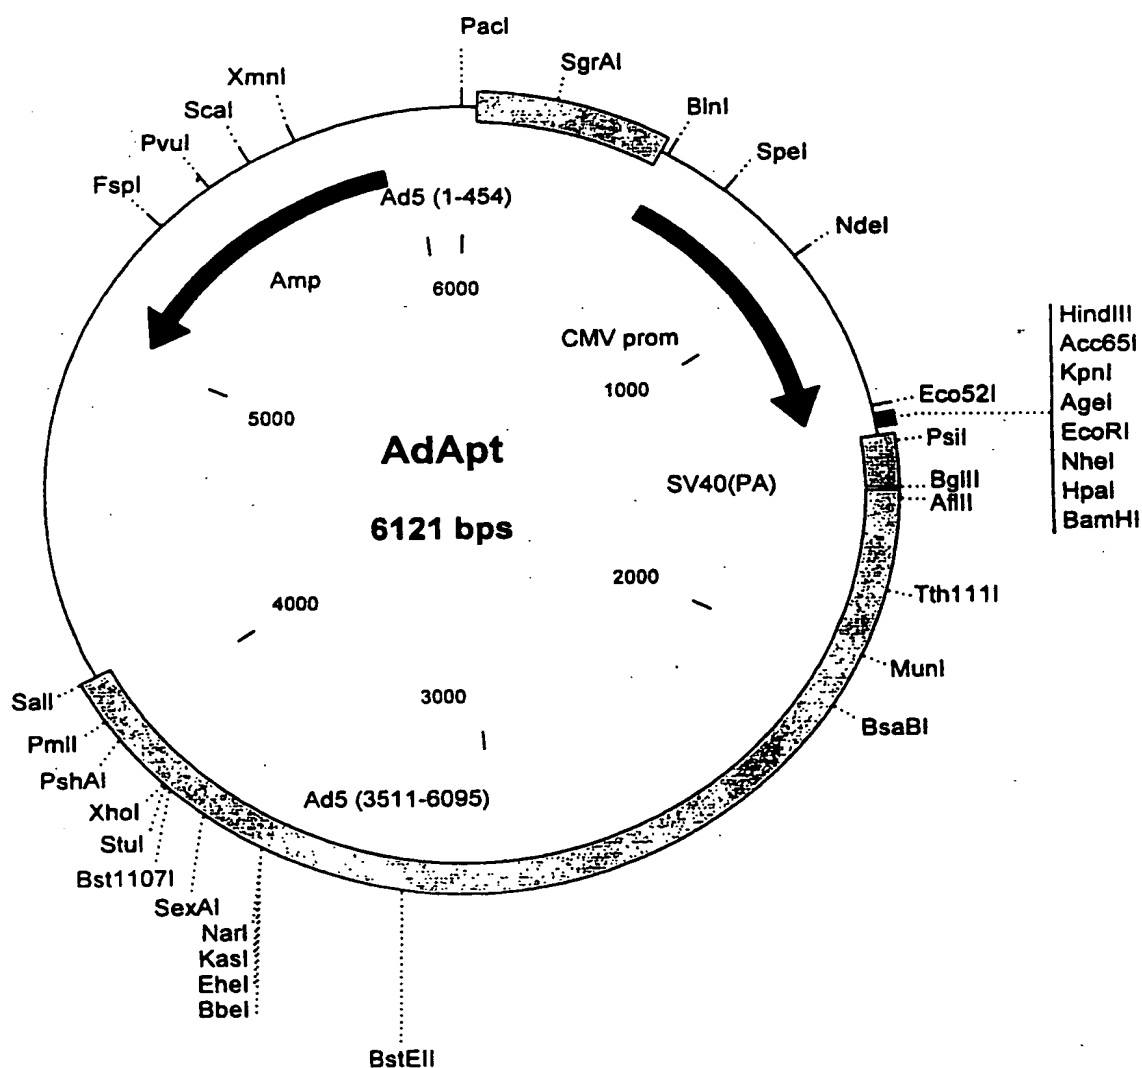 PacI
SgrAI
XmnI
BlnI
ScaI
PvuI
SpeI
FspI
Ad5 (1-454)
NdeI
Amp
6000
CMV prom
HindIII
Acc65I
KpnI
AgeI
EcoRI
NheI
HpaI
BamHI
1000
Eco52I
5000
PsiI
AdApt
SV40(PA)
BglII
AflII
6121 bps
2000
Tth111I
4000
MunI
3000
SalI
BsaBI
PmlI
PshAI
Ad5 (3511-6095)
XhoI
StuI
Bst1107I
SexAI
NarI
KasI
EheI
BbeI
BstEII